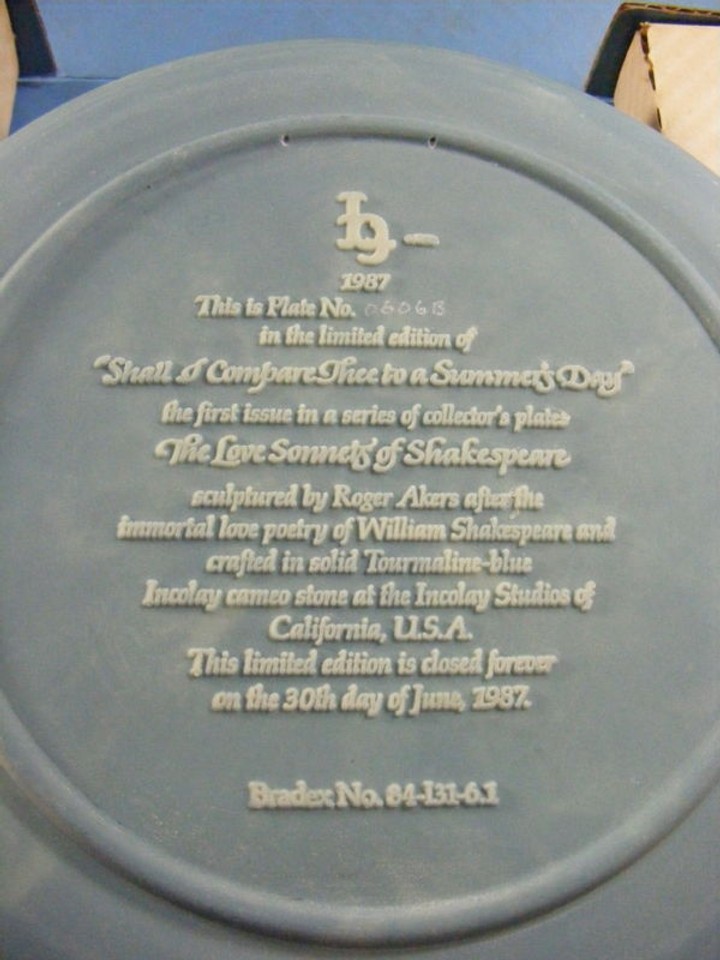 1987
This is Plate No. 0606B
in the limited edition of
"Shall I Compare Thee to a Summer's Day"
the first issue in a series of collector's plates
The Love Sonnets of Shakespeare
sculptured by Roger Akers after the
immortal love poetry of William Shakespeare and
crafted in solid Tourmaline-blue
Incolay cameo stone at the Incolay Studios of
California, U.S.A.
This limited edition is closed forever
on the 30th day of June, 1987.
Bradex No. 84-I31-6.1